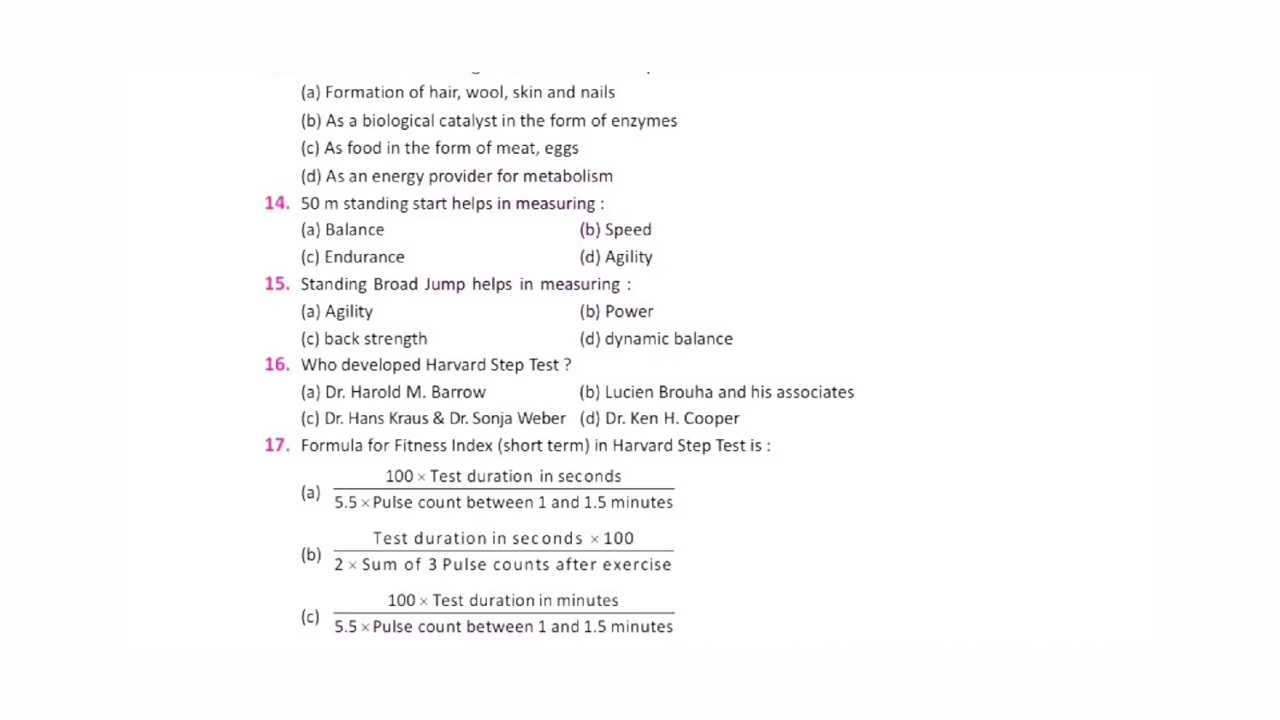 (a) Formation of hair, wool, skin and nails
(b) As a biological catalyst in the form of enzymes
(c) As food in the form of meat, eggs
(d) As an energy provider for metabolism
14. 50 m standing start helps in measuring :
(a) Balance (b) Speed
(c) Endurance (d) Agility
15. Standing Broad Jump helps in measuring :
(a) Agility (b) Power
(c) back strength (d) dynamic balance
16. Who developed Harvard Step Test ?
(a) Dr. Harold M. Barrow (b) Lucien Brouha and his associates
(c) Dr. Hans Kraus & Dr. Sonja Weber (d) Dr. Ken H. Cooper
17. Formula for Fitness Index (short term) in Harvard Step Test is :
100 × Test duration in seconds
(a)
5.5 × Pulse count between 1 and 1.5 minutes
Test duration in seconds × 100
(b)
2 × Sum of 3 Pulse counts after exercise
100 × Test duration in minutes
(c)
5.5 × Pulse count between 1 and 1.5 minutes